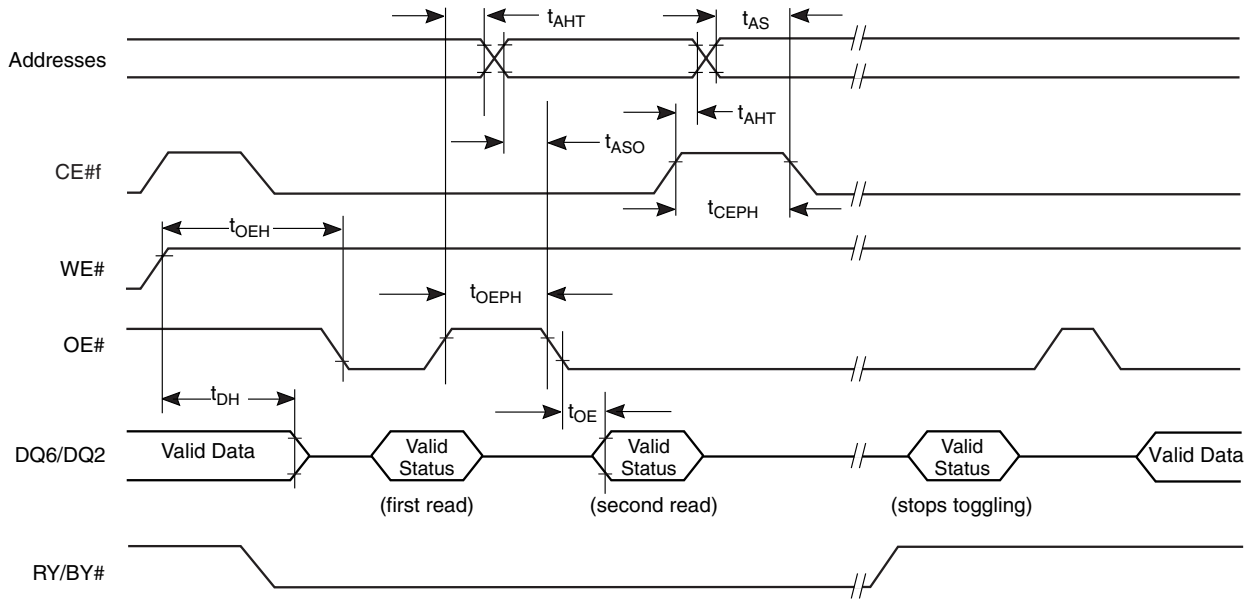 tAHT
tAS
Addresses
tAHT
tASO
CE#f
tCEPH
tOEH
WE#
tOEPH
OE#
tDH
tOE
DQ6/DQ2
Valid Data
Valid Status
Valid Status
Valid Status
Valid Data
(first read)
(second read)
(stops toggling)
RY/BY#